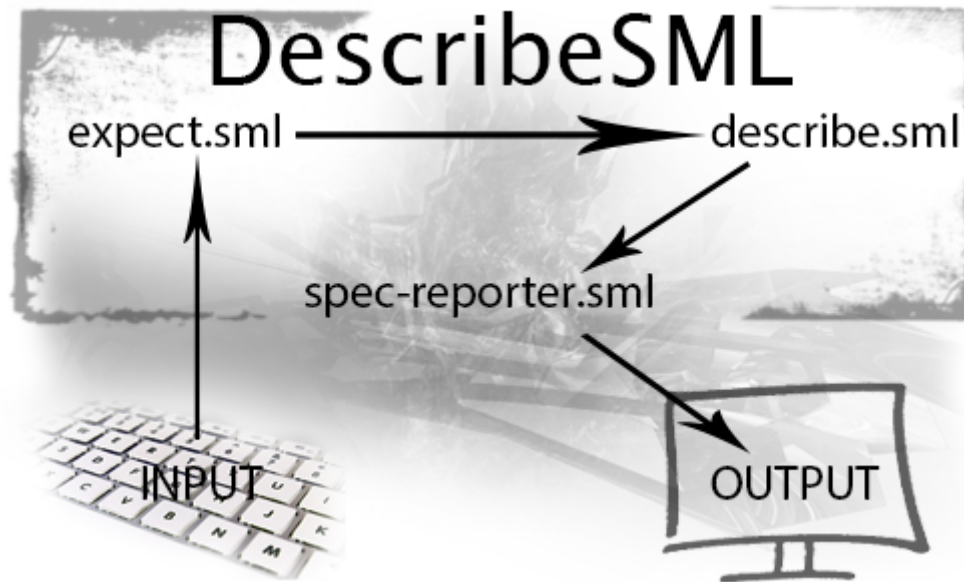 DescribeSML
expect.sml
describe.sml
spec-reporter.sml
INPUT
OUTPUT